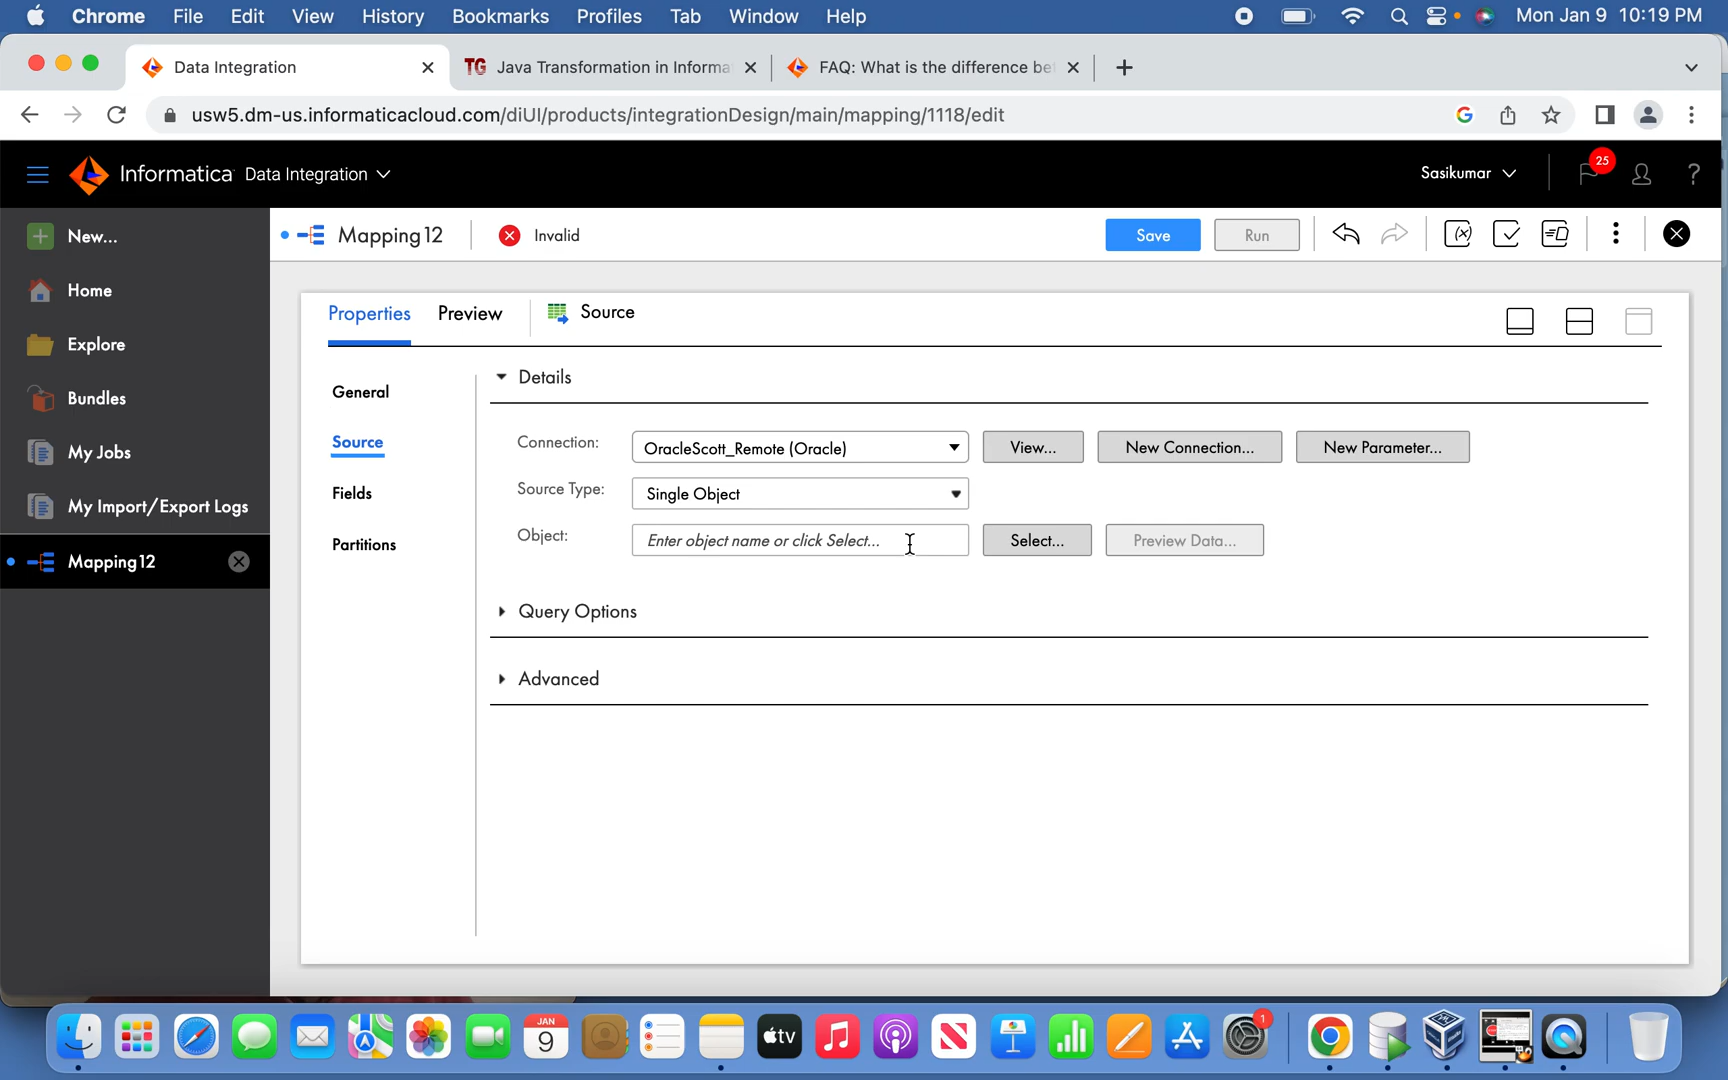 Chrome File Edit View History Bookmarks Profiles Tab Window Help Mon Jan 9 10:19 PM
Data Integration Java Transformation in Informa FAQ: What is the difference be
usw5.dm-us.informaticacloud.com/diUI/products/integrationDesign/main/mapping/1118/edit
Informatica Data Integration Sasikumar 25 ?
New...
Home
Explore
Bundles
My Jobs
My Import/Export Logs
Mapping12
Mapping12 Invalid Save Run
Properties Preview Source
General
Source
Fields
Partitions
Details
Connection: OracleScott_Remote (Oracle) View... New Connection... New Parameter...
Source Type: Single Object
Object: Enter object name or click Select... Select... Preview Data...
Query Options
Advanced
JAN
9
tv
1